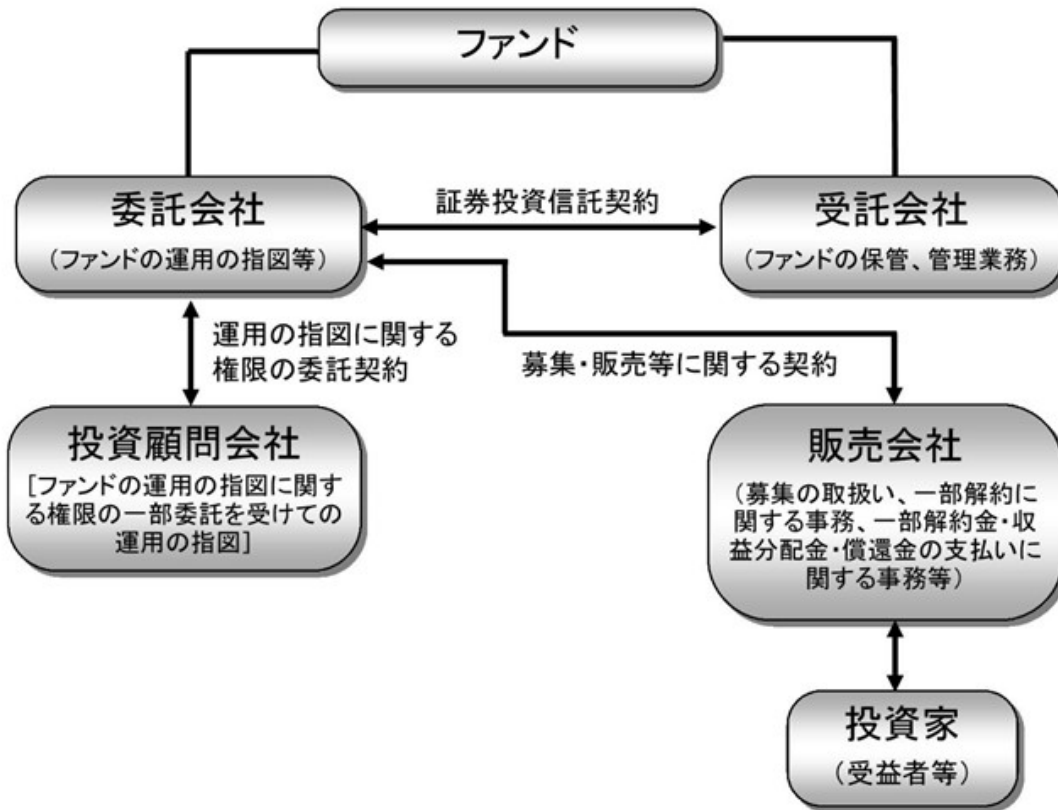 ファンド
委託会社
（ファンドの運用の指図等）
証券投資信託契約
受託会社
（ファンドの保管、管理業務）
運用の指図に関する
権限の委託契約
募集・販売等に関する契約
投資顧問会社
［ファンドの運用の指図に関す
る権限の一部委託を受けての
運用の指図］
販売会社
（募集の取扱い、一部解約に
関する事務、一部解約金・収
益分配金・償還金の支払いに
関する事務等）
投資家
（受益者等）